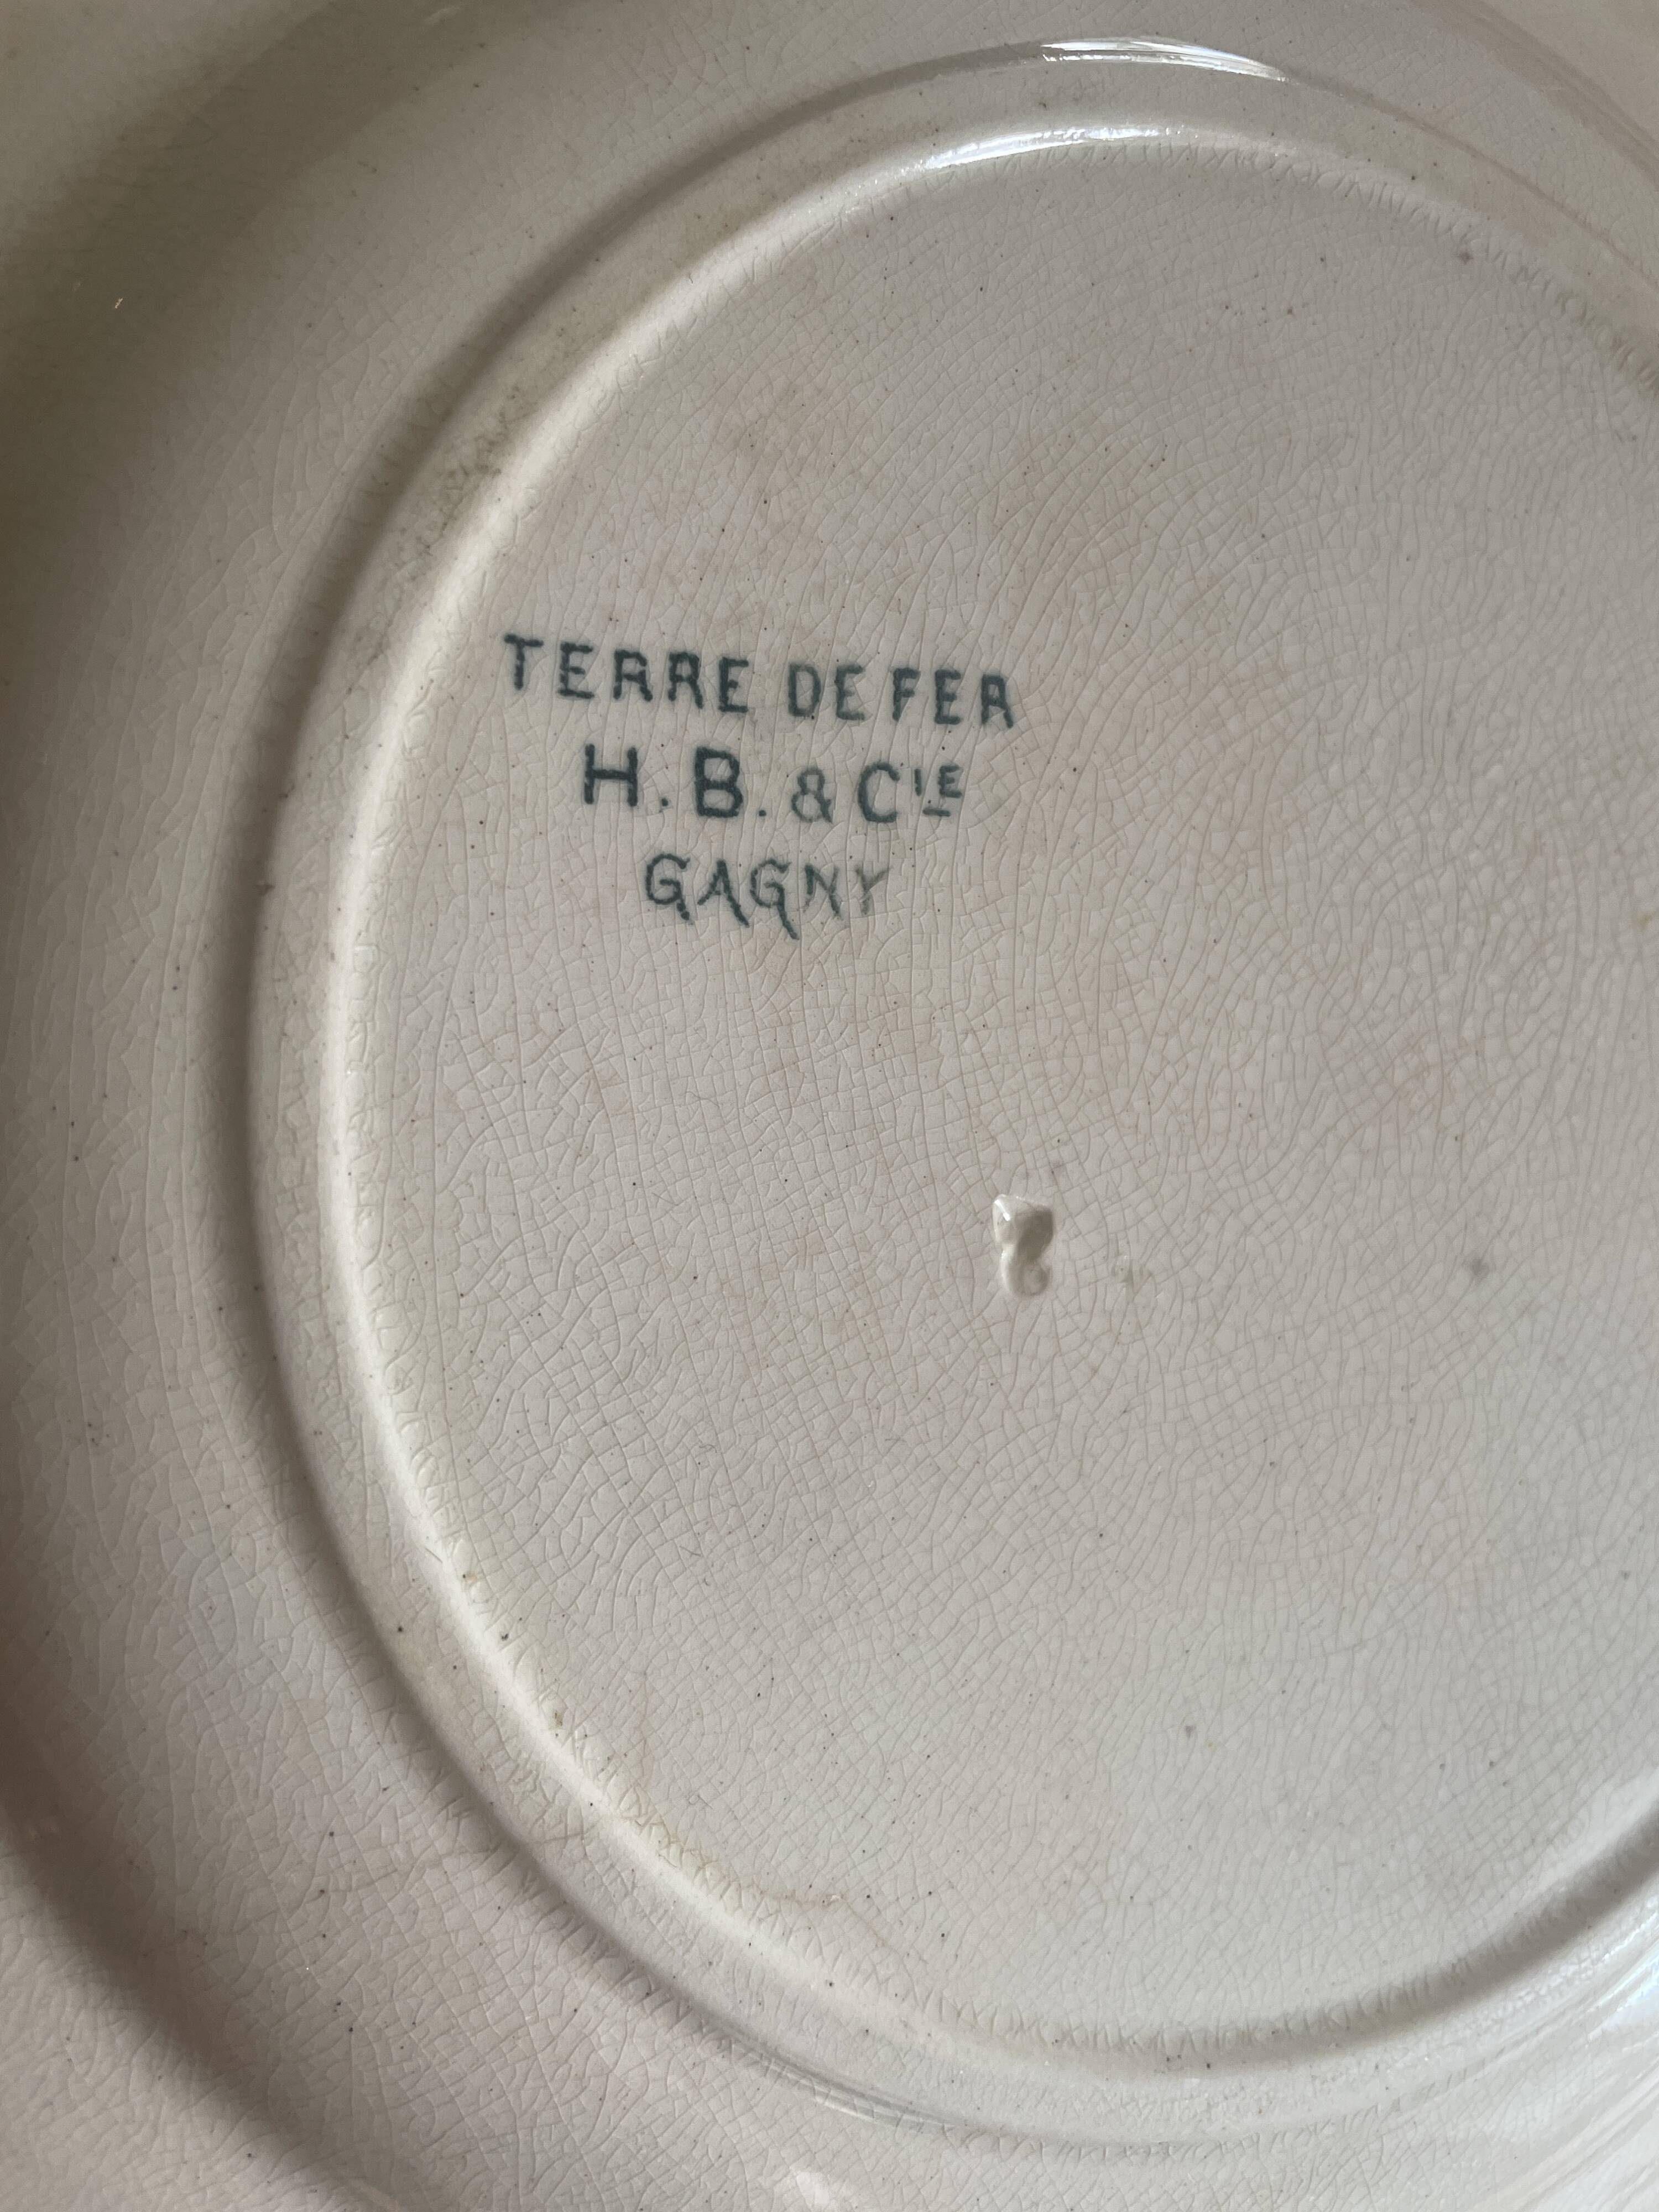 TERRE DE FER
H. B. & CIE
GAGNY